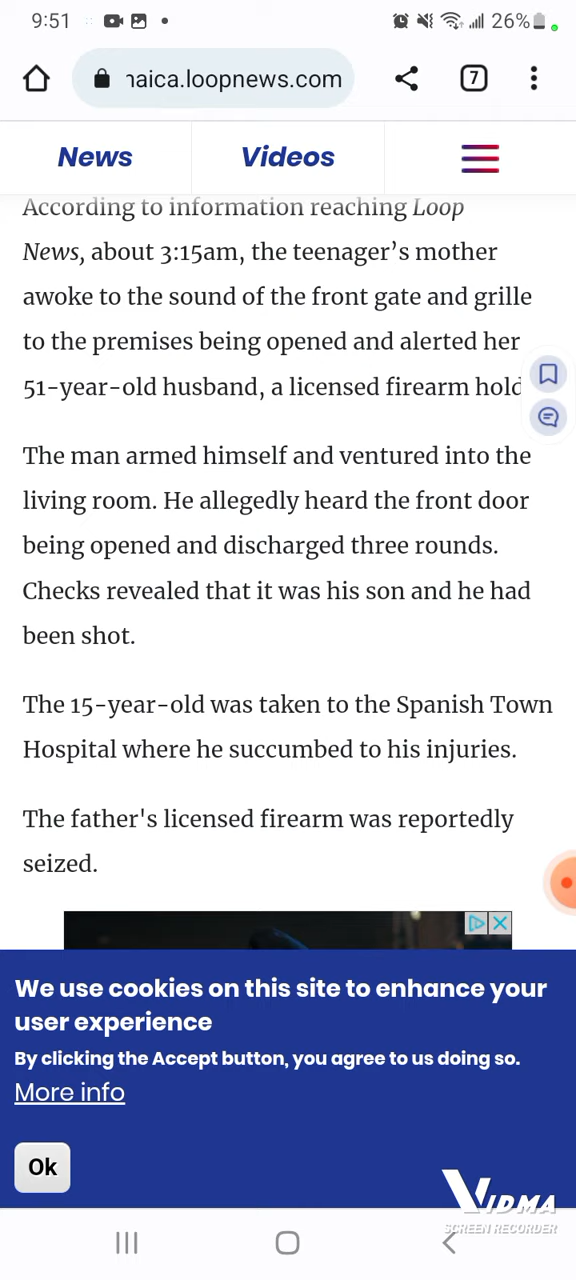 9:51
26%
naica.loopnews.com
7
News
Videos
According to information reaching Loop
News, about 3:15am, the teenager's mother
awoke to the sound of the front gate and grille
to the premises being opened and alerted her
51-year-old husband, a licensed firearm hold
The man armed himself and ventured into the
living room. He allegedly heard the front door
being opened and discharged three rounds.
Checks revealed that it was his son and he had
been shot.
The 15-year-old was taken to the Spanish Town
Hospital where he succumbed to his injuries.
The father's licensed firearm was reportedly
seized.
We use cookies on this site to enhance your
user experience
By clicking the Accept button, you agree to us doing so.
More info
Ok
VIDMA
SCREEN RECORDER